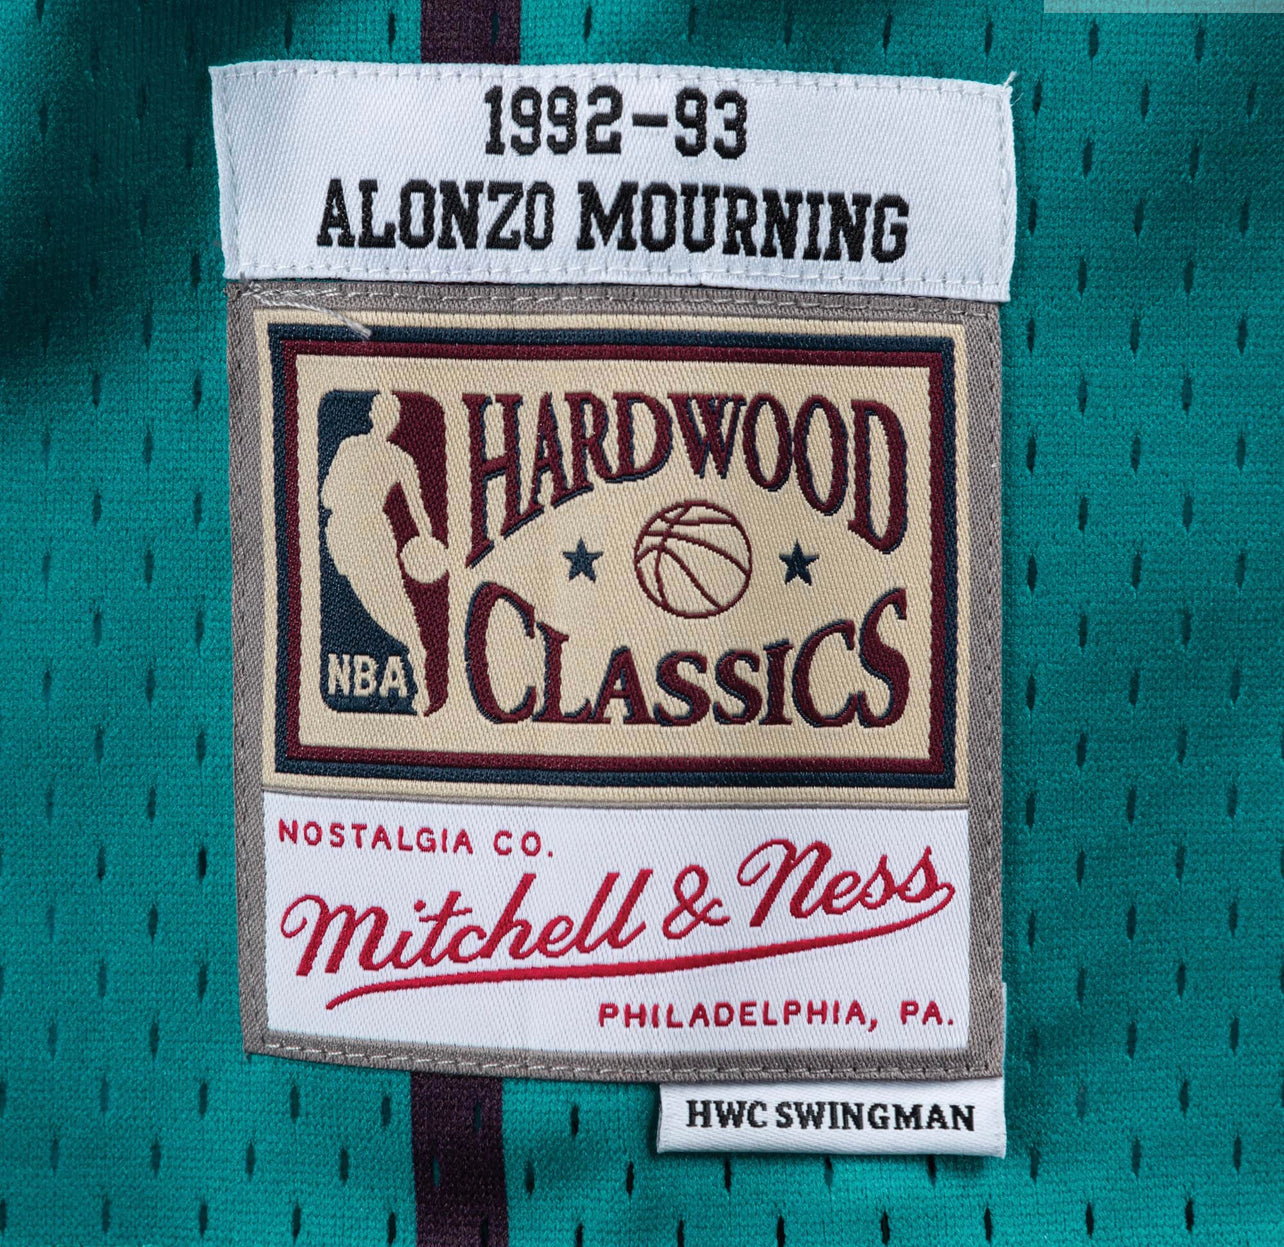 1992-93
ALONZO MOURNING
HARDWOOD
CLASSICS
NBA
NOSTALGIA CO.
Mitchell & Ness
PHILADELPHIA, PA.
HWC SWINGMAN